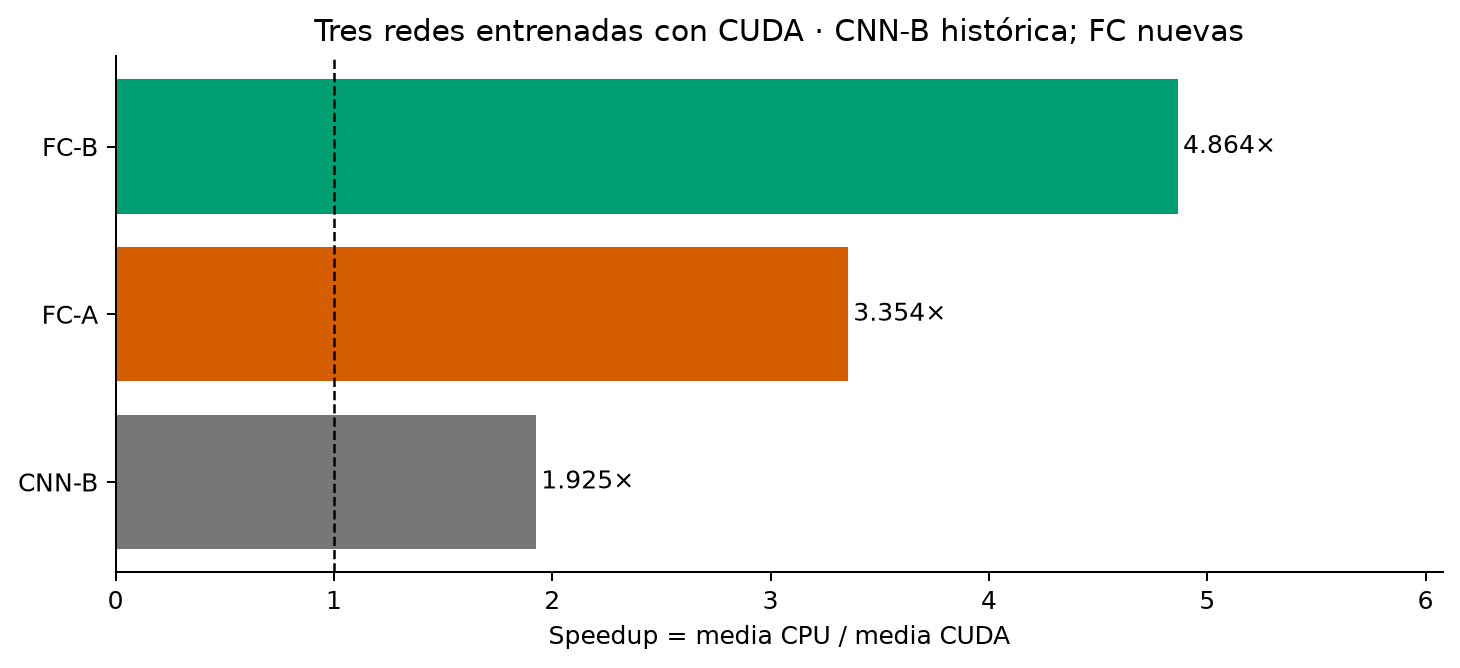 Tres redes entrenadas con CUDA · CNN-B histórica; FC nuevas
FC-B
4.864×
FC-A
3.354×
CNN-B
1.925×
0 1 2 3 4 5 6
Speedup = media CPU / media CUDA